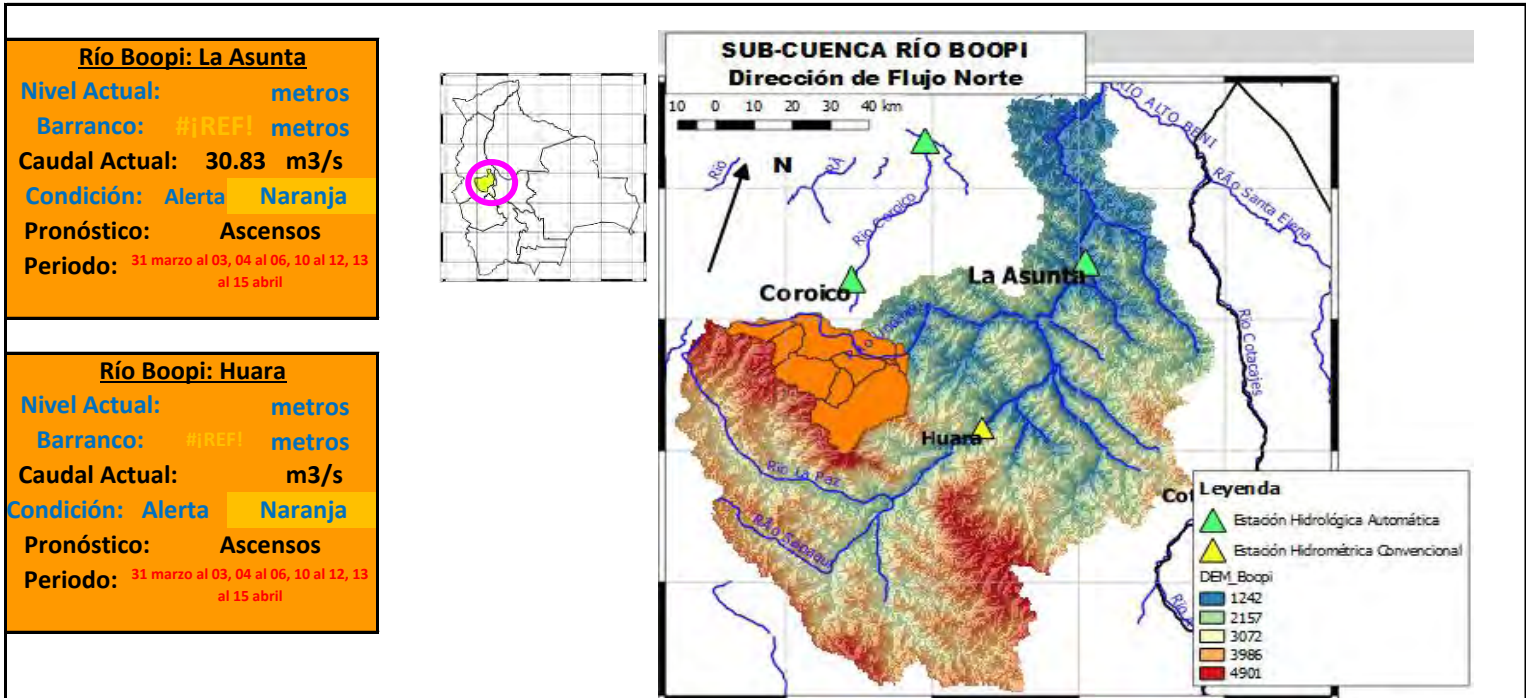 Río Boopi: La Asunta
Nivel Actual: metros
Barranco: #¡REF! metros
Caudal Actual: 30.83 m3/s
Condición: Alerta Naranja
Pronóstico: Ascensos
Periodo: 31 marzo al 03, 04 al 06, 10 al 12, 13
al 15 abril
Río Boopi: Huara
Nivel Actual: metros
Barranco: #¡REF! metros
Caudal Actual: m3/s
Condición: Alerta Naranja
Pronóstico: Ascensos
Periodo: 31 marzo al 03, 04 al 06, 10 al 12, 13
al 15 abril
SUB-CUENCA RÍO BOOPI
Dirección de Flujo Norte
10 0 10 20 30 40 km
N
RÍO ALTO BENI
Río
RÃ
RÃo Santa Elena
Río Coroico
Coroico
La Asunta
Río Cotacajes
Huara
Río La Paz
RÃo Sapaqui
Leyenda
Estación Hidrológica Automática
Estación Hidrométrica Convencional
DEM_Boopi
1242
2157
3072
3986
4901